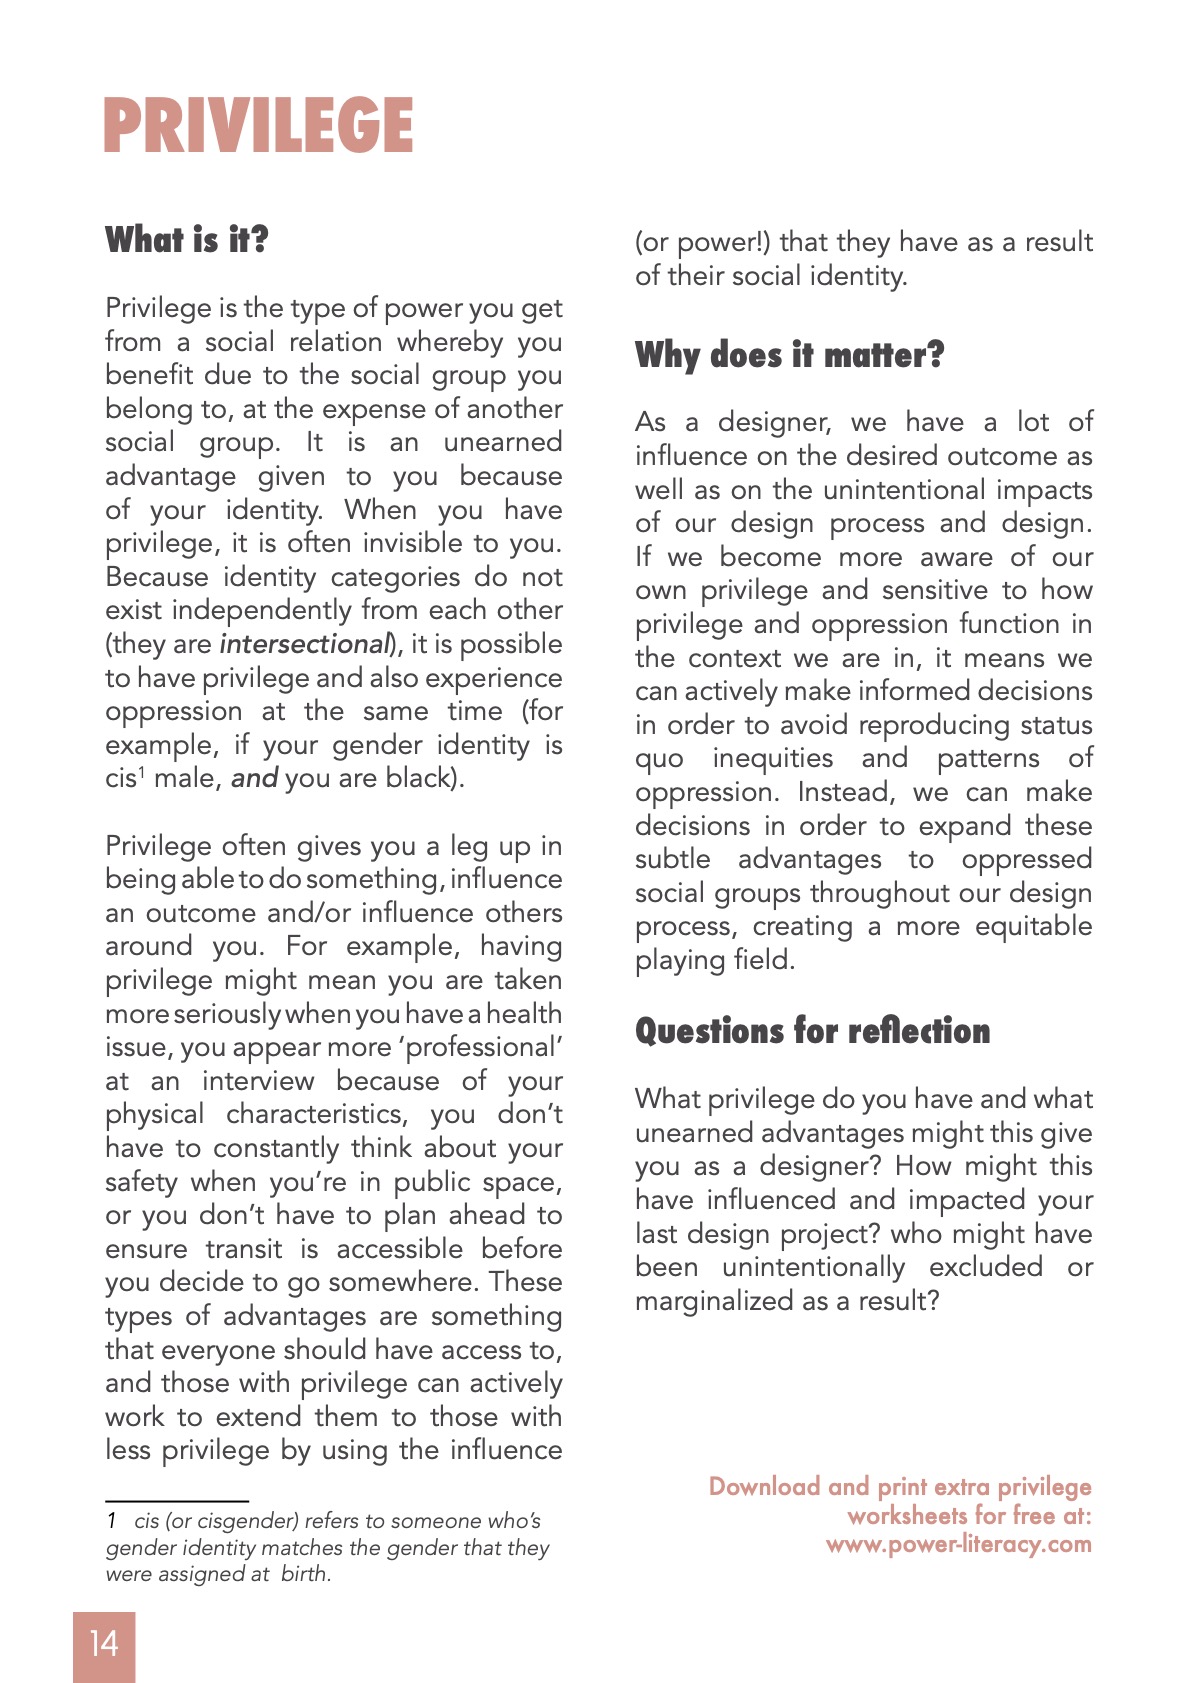 PRIVILEGE
What is it?
Privilege is the type of power you get
from a social relation whereby you
benefit due to the social group you
belong to, at the expense of another
social group. It is an unearned
advantage given to you because
of your identity. When you have
privilege, it is often invisible to you.
Because identity categories do not
exist independently from each other
(they are intersectional), it is possible
to have privilege and also experience
oppression at the same time (for
example, if your gender identity is
cis¹ male, and you are black).
Privilege often gives you a leg up in
being able to do something, influence
an outcome and/or influence others
around you. For example, having
privilege might mean you are taken
more seriously when you have a health
issue, you appear more ‘professional’
at an interview because of your
physical characteristics, you don’t
have to constantly think about your
safety when you’re in public space,
or you don’t have to plan ahead to
ensure transit is accessible before
you decide to go somewhere. These
types of advantages are something
that everyone should have access to,
and those with privilege can actively
work to extend them to those with
less privilege by using the influence
1 cis (or cisgender) refers to someone who’s
gender identity matches the gender that they
were assigned at birth.
(or power!) that they have as a result
of their social identity.
Why does it matter?
As a designer, we have a lot of
influence on the desired outcome as
well as on the unintentional impacts
of our design process and design.
If we become more aware of our
own privilege and sensitive to how
privilege and oppression function in
the context we are in, it means we
can actively make informed decisions
in order to avoid reproducing status
quo inequities and patterns of
oppression. Instead, we can make
decisions in order to expand these
subtle advantages to oppressed
social groups throughout our design
process, creating a more equitable
playing field.
Questions for reflection
What privilege do you have and what
unearned advantages might this give
you as a designer? How might this
have influenced and impacted your
last design project? who might have
been unintentionally excluded or
marginalized as a result?
Download and print extra privilege
worksheets for free at:
www.power-literacy.com
14